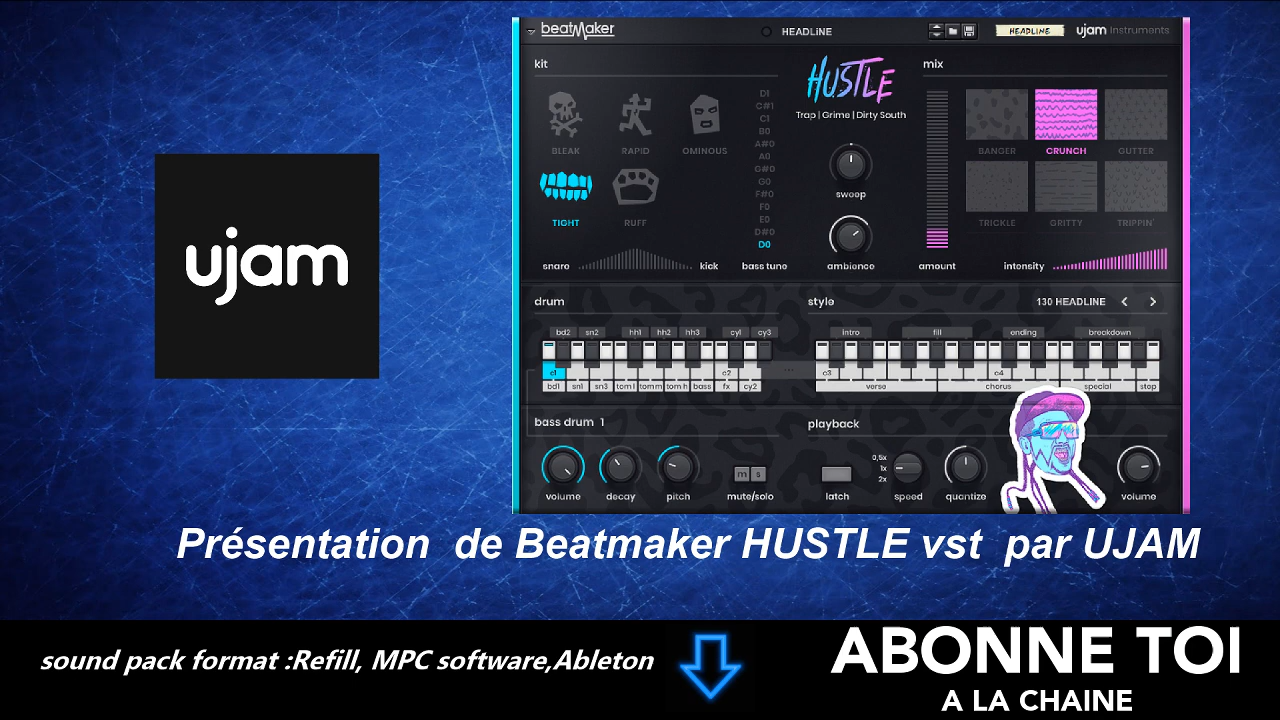 beatMaker HEADLINE HEADLINE ujam instruments
kit
HUSTLE
mix
Trap | Grime | Dirty South
BLEAK RAPID OMINOUS
TIGHT RUFF
D1
C#1
C1
B0
A#0
A0
G#0
G0
F#0
F0
E0
D#0
D0
swoop
ambience
BANGER CRUNCH GUTTER
TRICKLE GRITTY TRIPPIN'
snare kick bass tune
amount intensity
ujam
drum
style 130 HEADLINE
bd2 sn2 hh1 hh2 hh3 cy1 cy3
c1 c2
bd1 sn1 sn3 tom l tom m tom h bass fx cy2
intro fill ending breakdown
c3 c4
verse chorus special stop
bass drum 1
volume decay pitch m s mute/solo
playback
latch
0,5x
1x
2x
speed quantize volume
Présentation de Beatmaker HUSTLE vst par UJAM
sound pack format :Refill, MPC software,Ableton
ABONNE TOI
A LA CHAINE